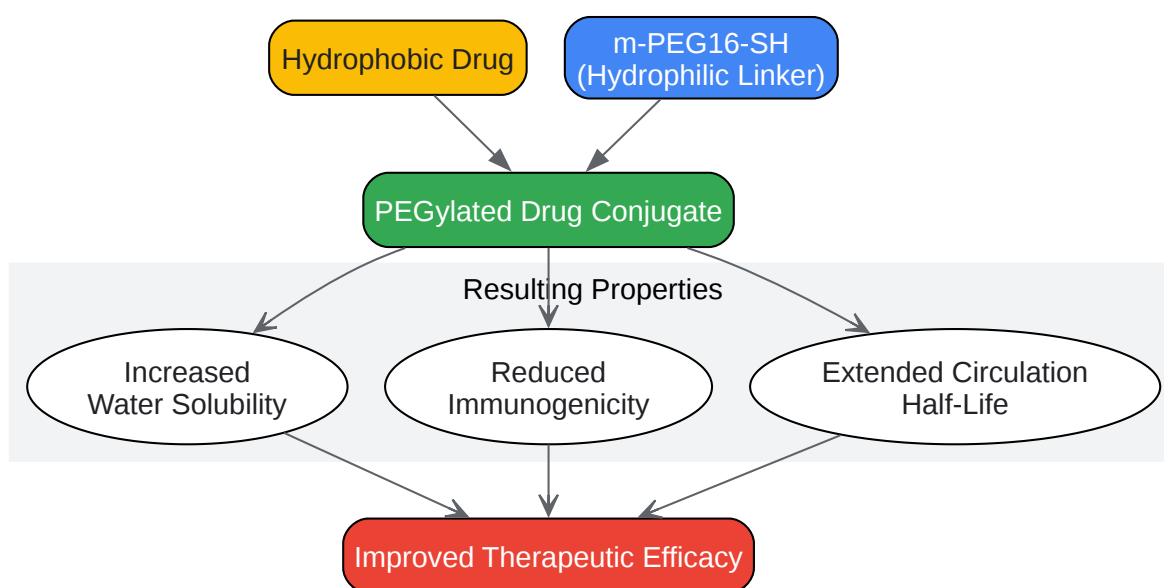 Hydrophobic Drug
m-PEG16-SH
(Hydrophilic Linker)
PEGylated Drug Conjugate
Resulting Properties
Increased
Water Solubility
Reduced
Immunogenicity
Extended Circulation
Half-Life
Improved Therapeutic Efficacy